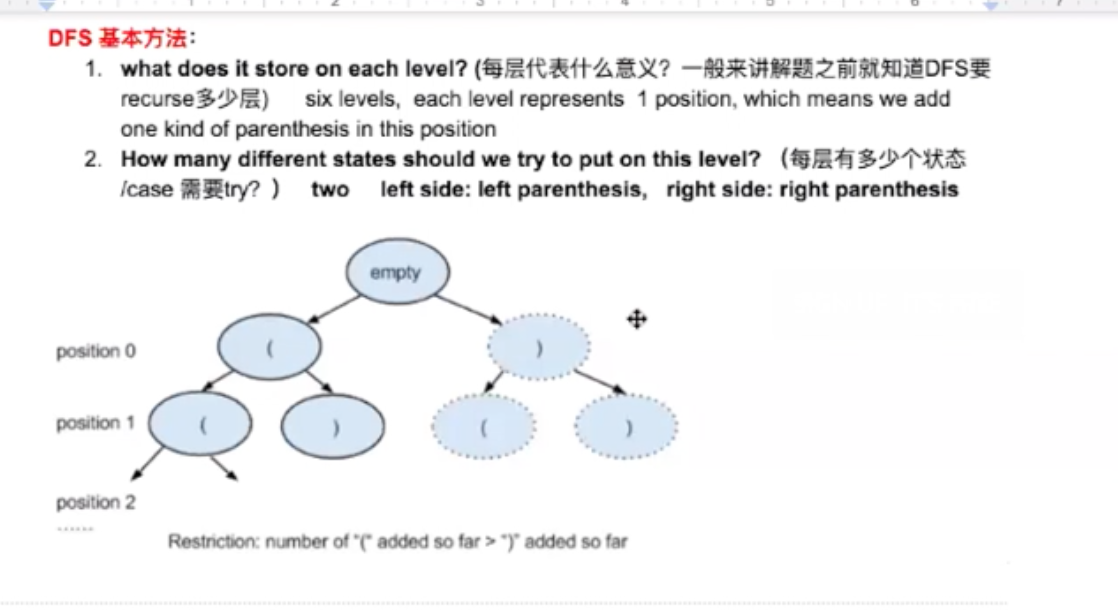 DFS 基本方法:
1. what does it store on each level? (每层代表什么意义? 一般来讲解题之前就知道DFS要
recurse多少层) six levels, each level represents 1 position, which means we add
one kind of parenthesis in this position
2. How many different states should we try to put on this level? （每层有多少个状态
/case 需要try? ) two left side: left parenthesis, right side: right parenthesis
empty
position 0
(
)
position 1
(
)
(
)
position 2
......
Restriction: number of "(" added so far > ")" added so far